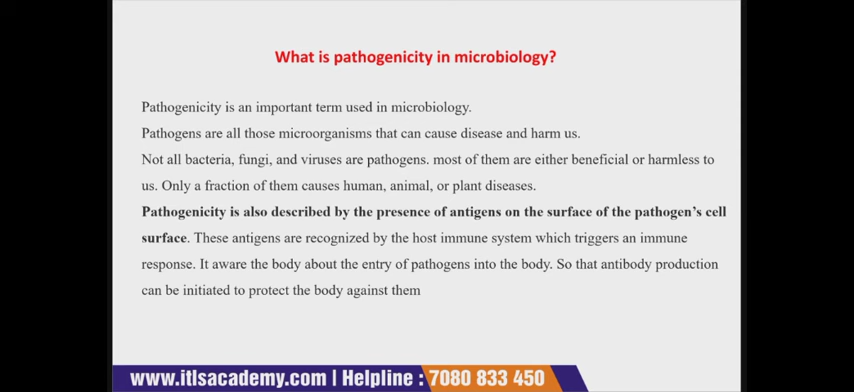 What is pathogenicity in microbiology?
Pathogenicity is an important term used in microbiology.
Pathogens are all those microorganisms that can cause disease and harm us.
Not all bacteria, fungi, and viruses are pathogens. most of them are either beneficial or harmless to
us. Only a fraction of them causes human, animal, or plant diseases.
Pathogenicity is also described by the presence of antigens on the surface of the pathogen’s cell
surface. These antigens are recognized by the host immune system which triggers an immune
response. It aware the body about the entry of pathogens into the body. So that antibody production
can be initiated to protect the body against them
www.itlsacademy.com | Helpline : 7080 833 450